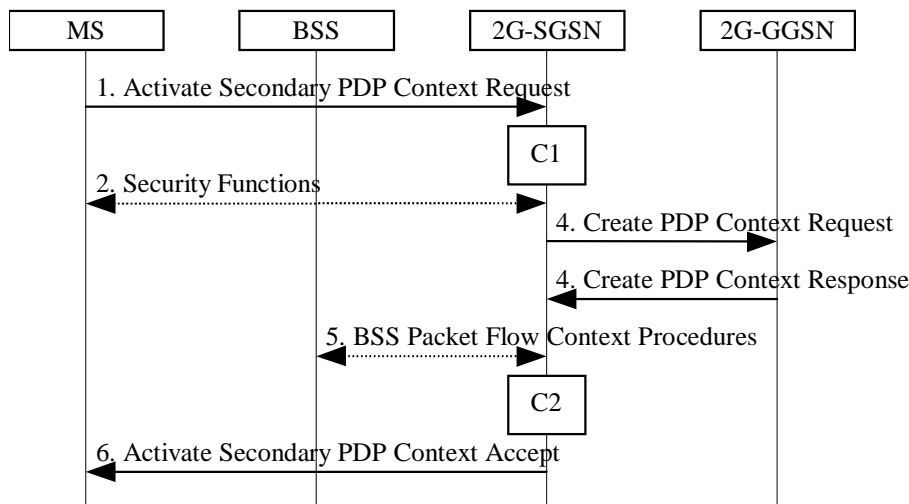 MS BSS 2G-SGSN 2G-GGSN
1. Activate Secondary PDP Context Request
C1
2. Security Functions
4. Create PDP Context Request
4. Create PDP Context Response
5. BSS Packet Flow Context Procedures
C2
6. Activate Secondary PDP Context Accept